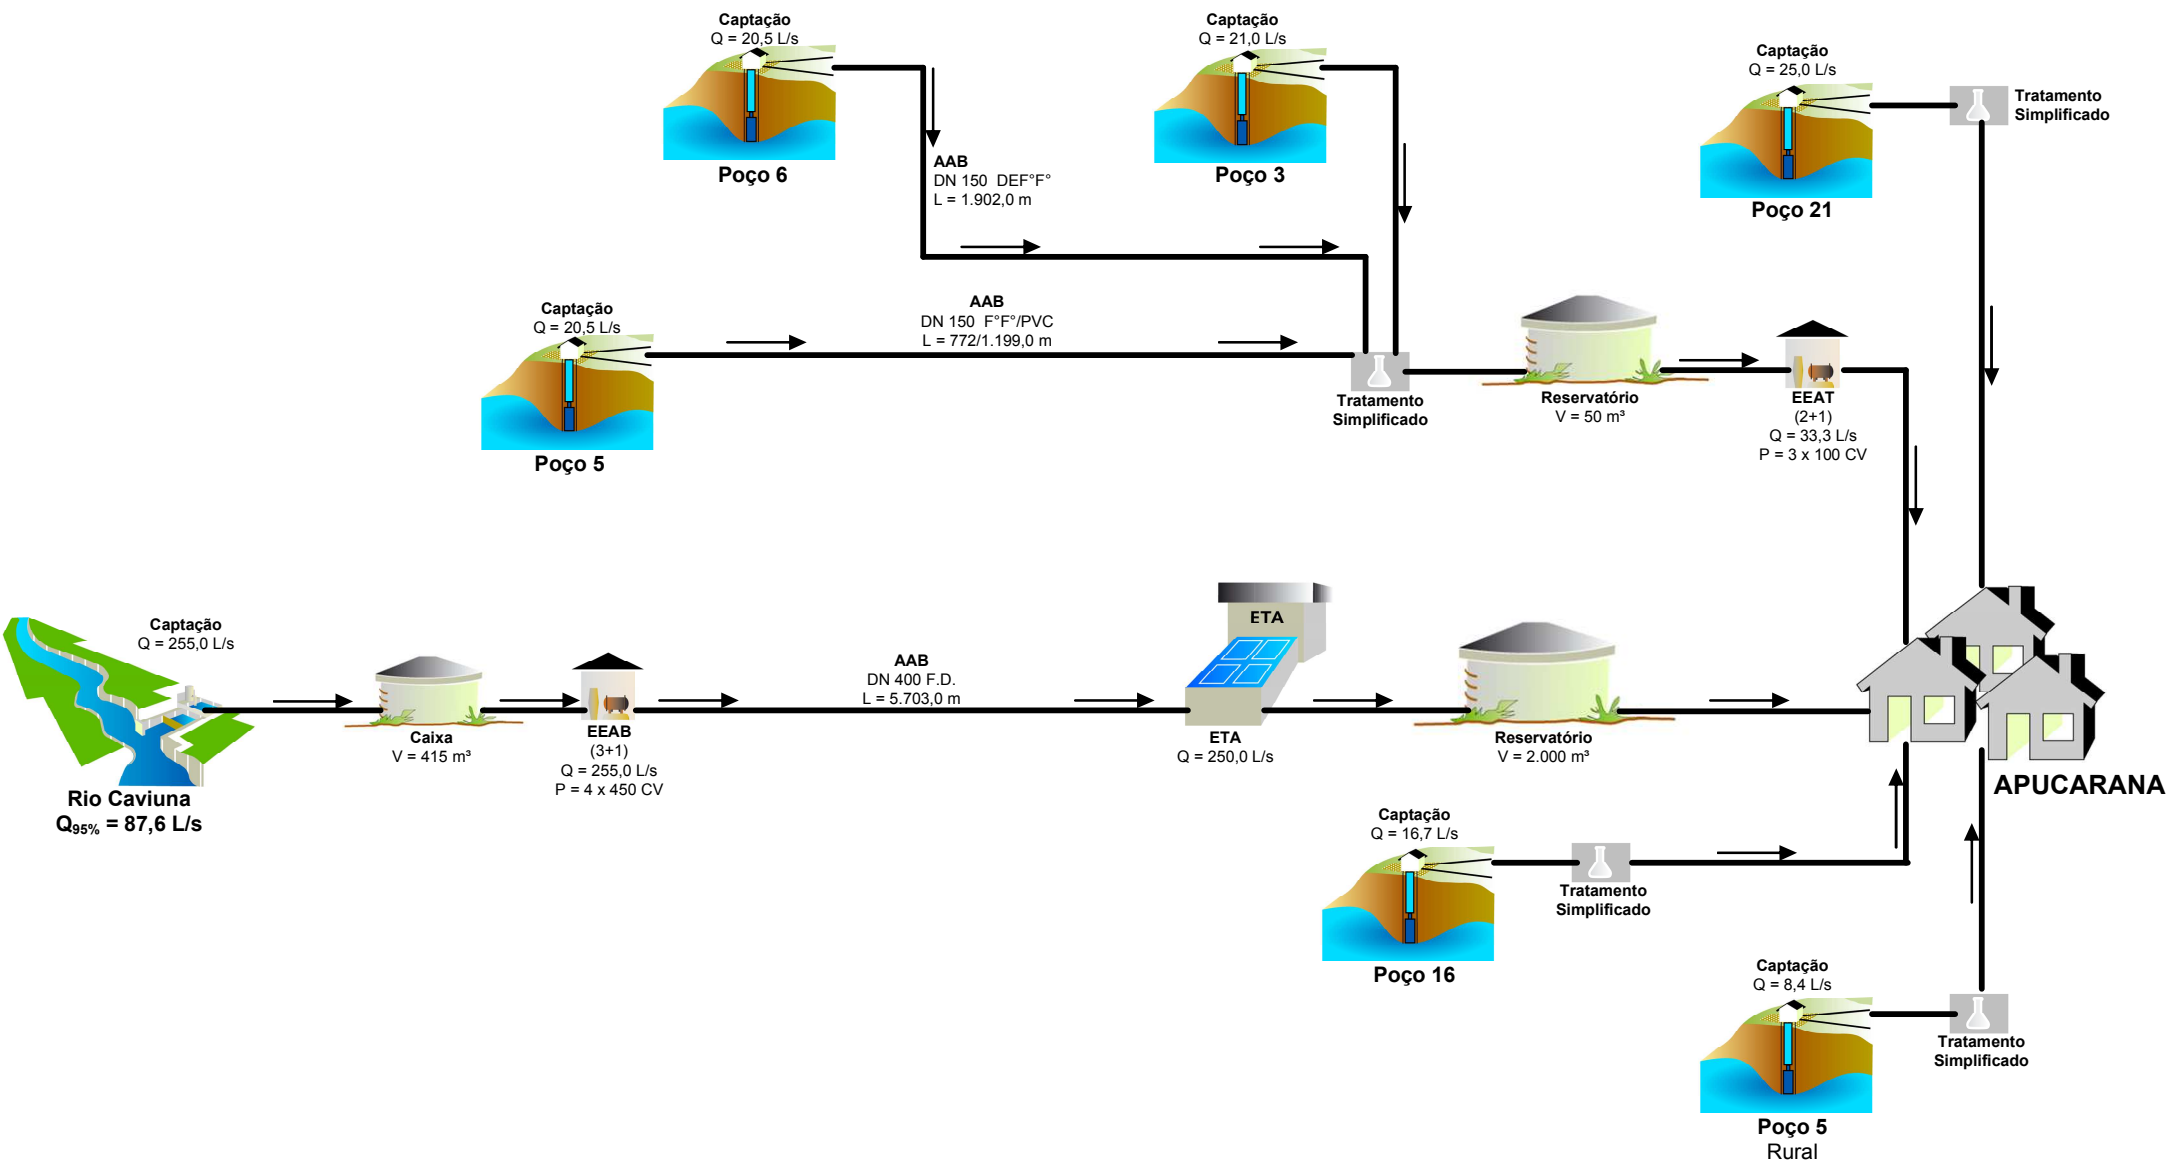 Captação
Q = 20,5 L/s
Poço 6
AAB
DN 150  DEF°F°
L = 1.902,0 m
Captação
Q = 21,0 L/s
Poço 3
Captação
Q = 25,0 L/s
Poço 21
Tratamento
Simplificado
Captação
Q = 20,5 L/s
Poço 5
AAB
DN 150  F°F°/PVC
L = 772/1.199,0 m
Tratamento
Simplificado
Reservatório
V = 50 m³
EEAT
(2+1)
Q = 33,3 L/s
P = 3 x 100 CV
Captação
Q = 255,0 L/s
Rio Caviuna
Q95% = 87,6 L/s
Caixa
V = 415 m³
EEAB
(3+1)
Q = 255,0 L/s
P = 4 x 450 CV
AAB
DN 400 F.D.
L = 5.703,0 m
ETA
ETA
Q = 250,0 L/s
Reservatório
V = 2.000 m³
APUCARANA
Captação
Q = 16,7 L/s
Poço 16
Tratamento
Simplificado
Captação
Q = 8,4 L/s
Poço 5
Rural
Tratamento
Simplificado